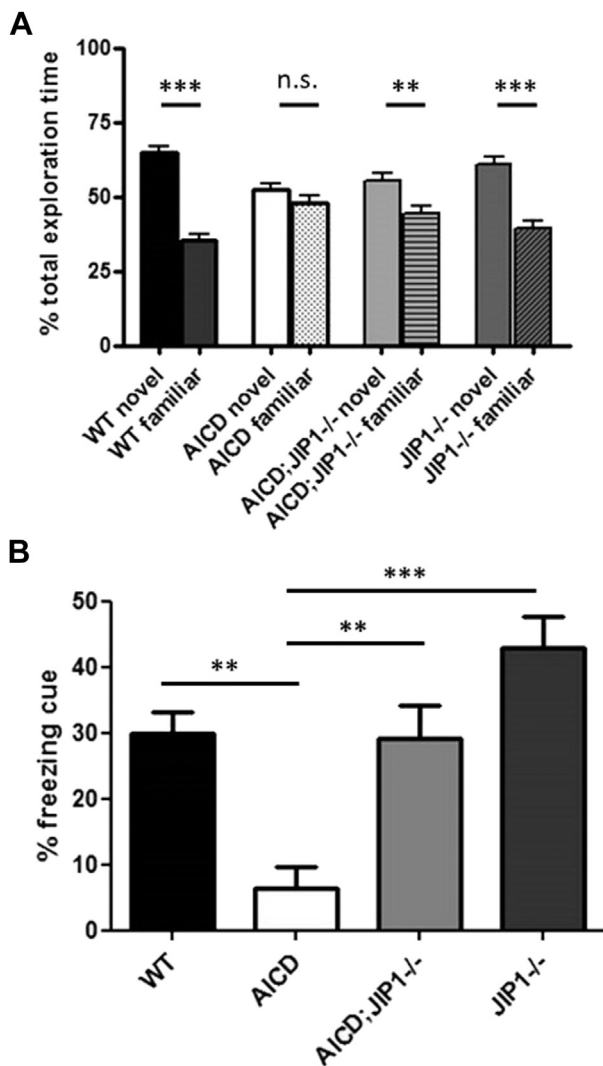 A
% total exploration time
100
75
50
25
0
***
n.s.
**
***
WT novel
WT familiar
AICD novel
AICD familiar
AICD;JIP1-/- novel
AICD;JIP1-/- familiar
JIP1-/- novel
JIP1-/- familiar
B
% freezing cue
50
40
30
20
10
0
**
**
***
WT
AICD
AICD;JIP1-/-
JIP1-/-